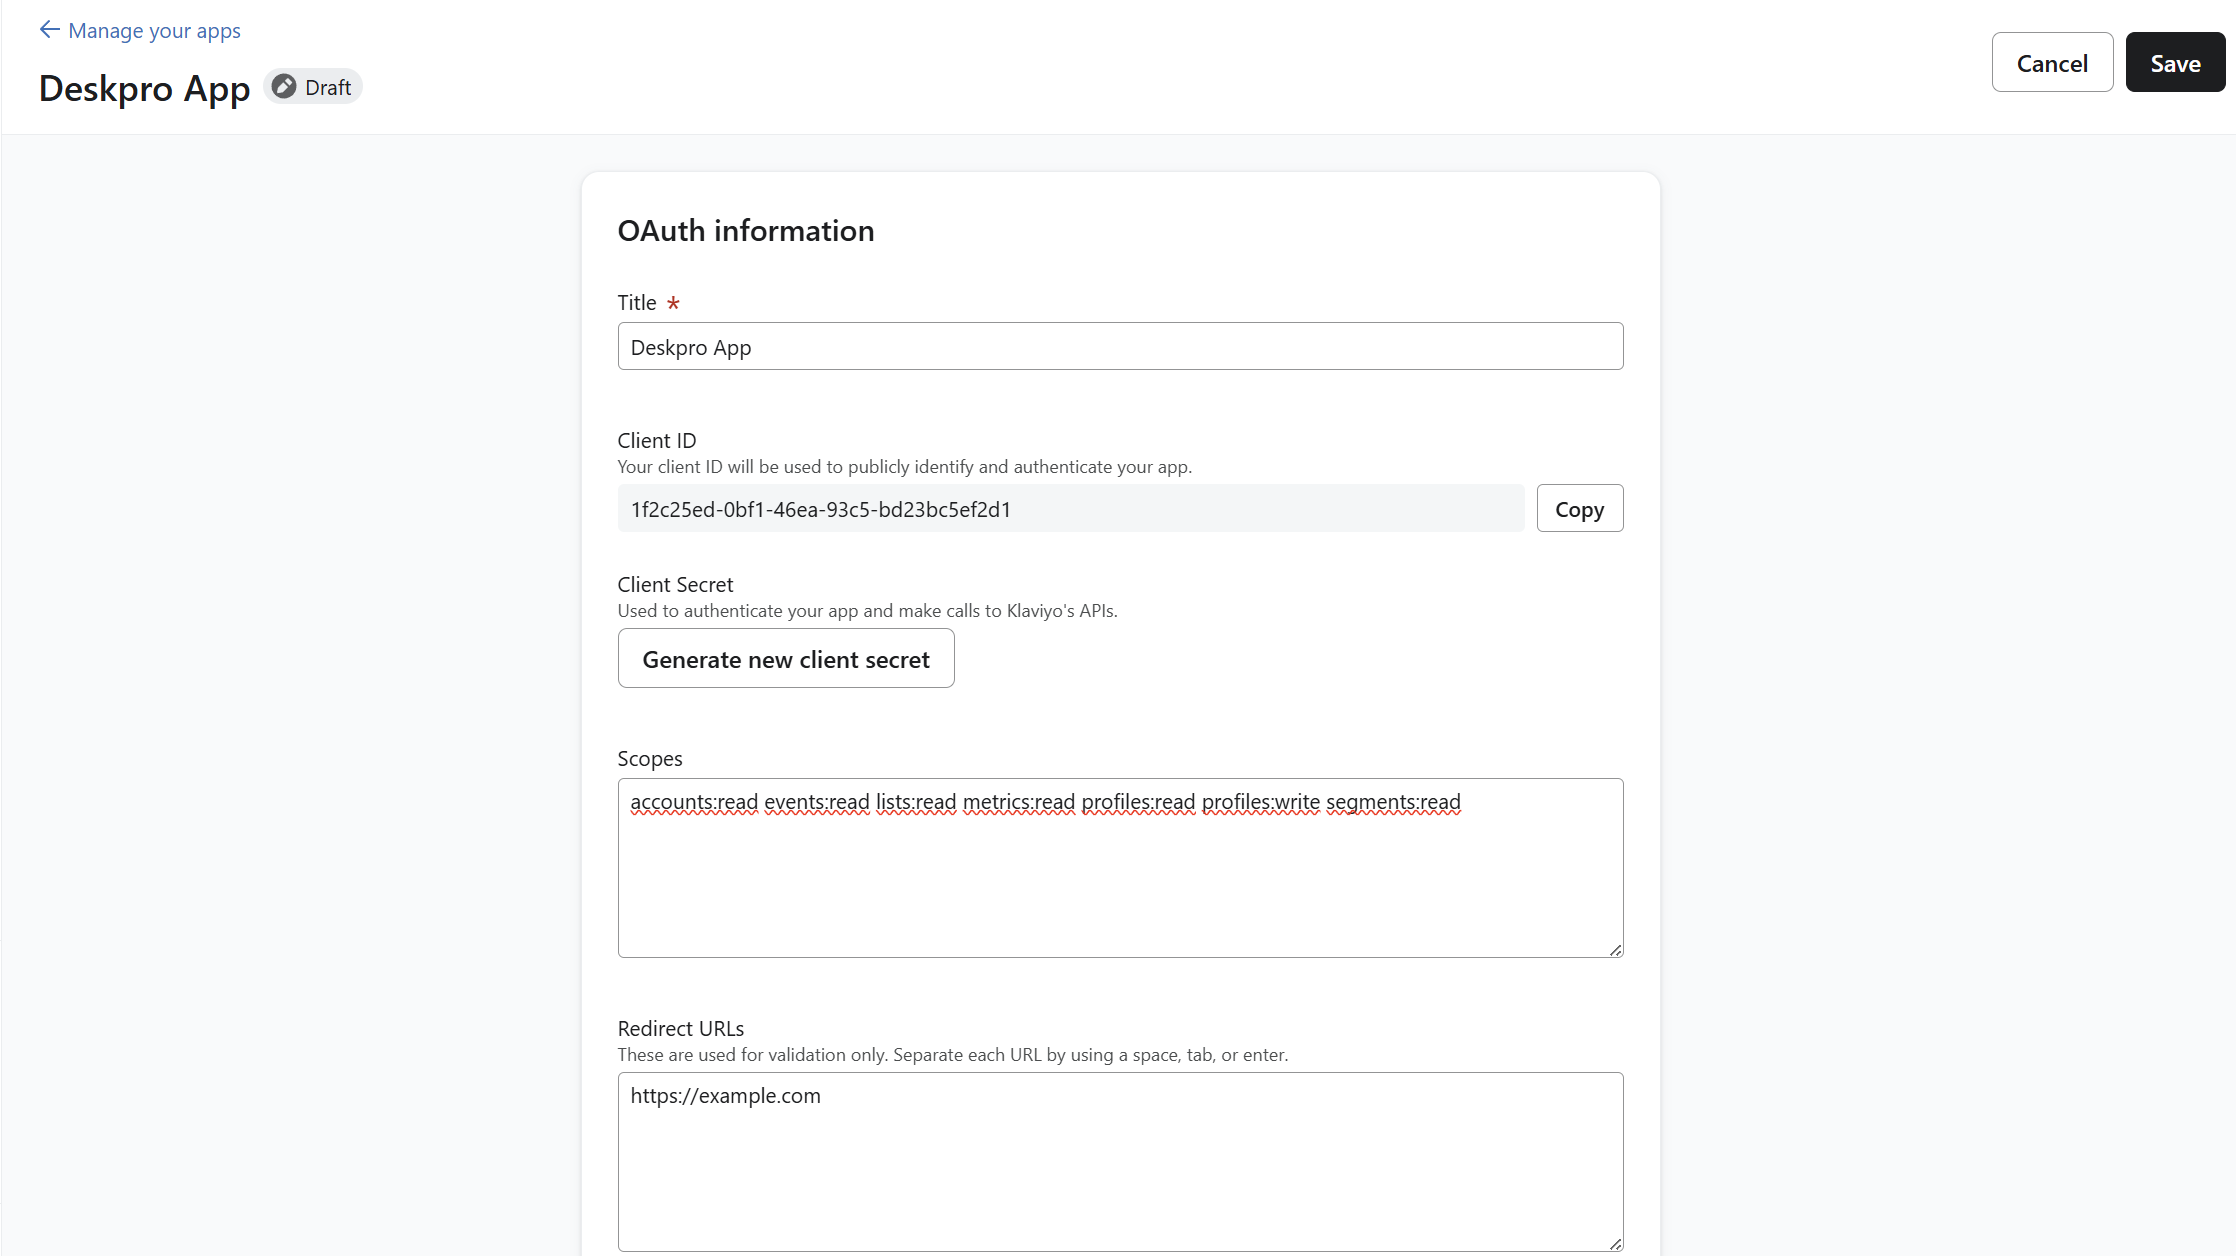 Manage your apps
Deskpro App
Draft
Cancel
Save
OAuth information
Title *
Deskpro App
Client ID
Your client ID will be used to publicly identify and authenticate your app.
1f2c25ed-0bf1-46ea-93c5-bd23bc5ef2d1
Copy
Client Secret
Used to authenticate your app and make calls to Klaviyo's APIs.
Generate new client secret
Scopes
accounts:read events:read lists:read metrics:read profiles:read profiles:write segments:read
Redirect URLs
These are used for validation only. Separate each URL by using a space, tab, or enter.
https://example.com